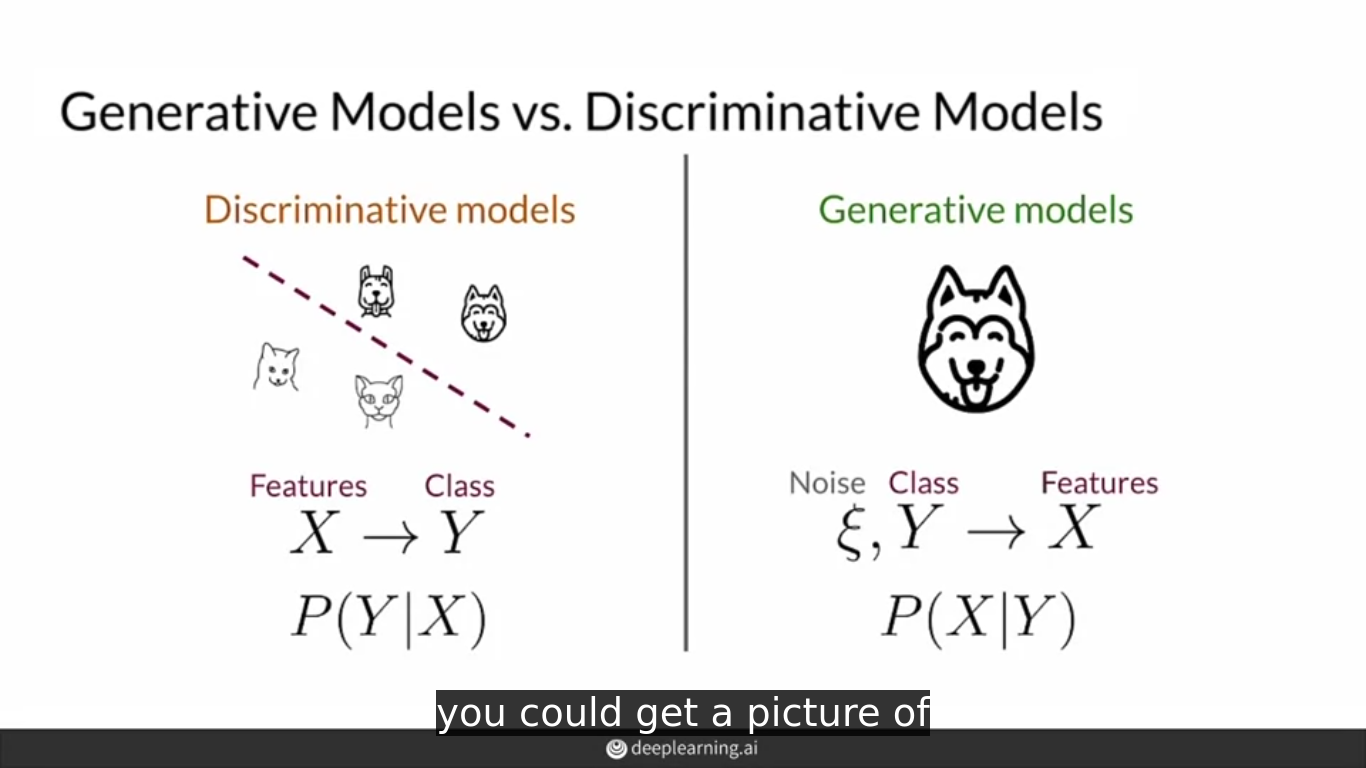 Generative Models vs. Discriminative Models
Discriminative models
Features Class
X → Y
P(Y|X)
Generative models
Noise Class Features
ξ, Y → X
P(X|Y)
you could get a picture of
deeplearning.ai